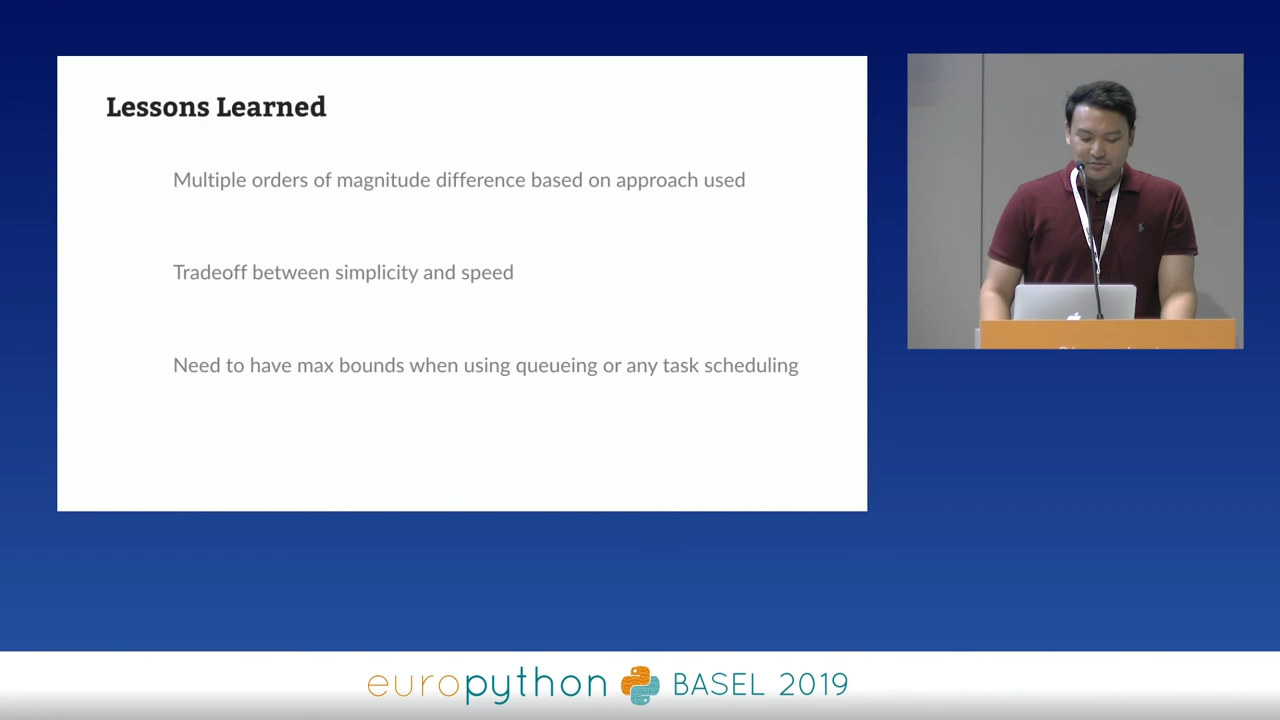 Lessons Learned
Multiple orders of magnitude difference based on approach used
Tradeoff between simplicity and speed
Need to have max bounds when using queueing or any task scheduling
europython BASEL 2019